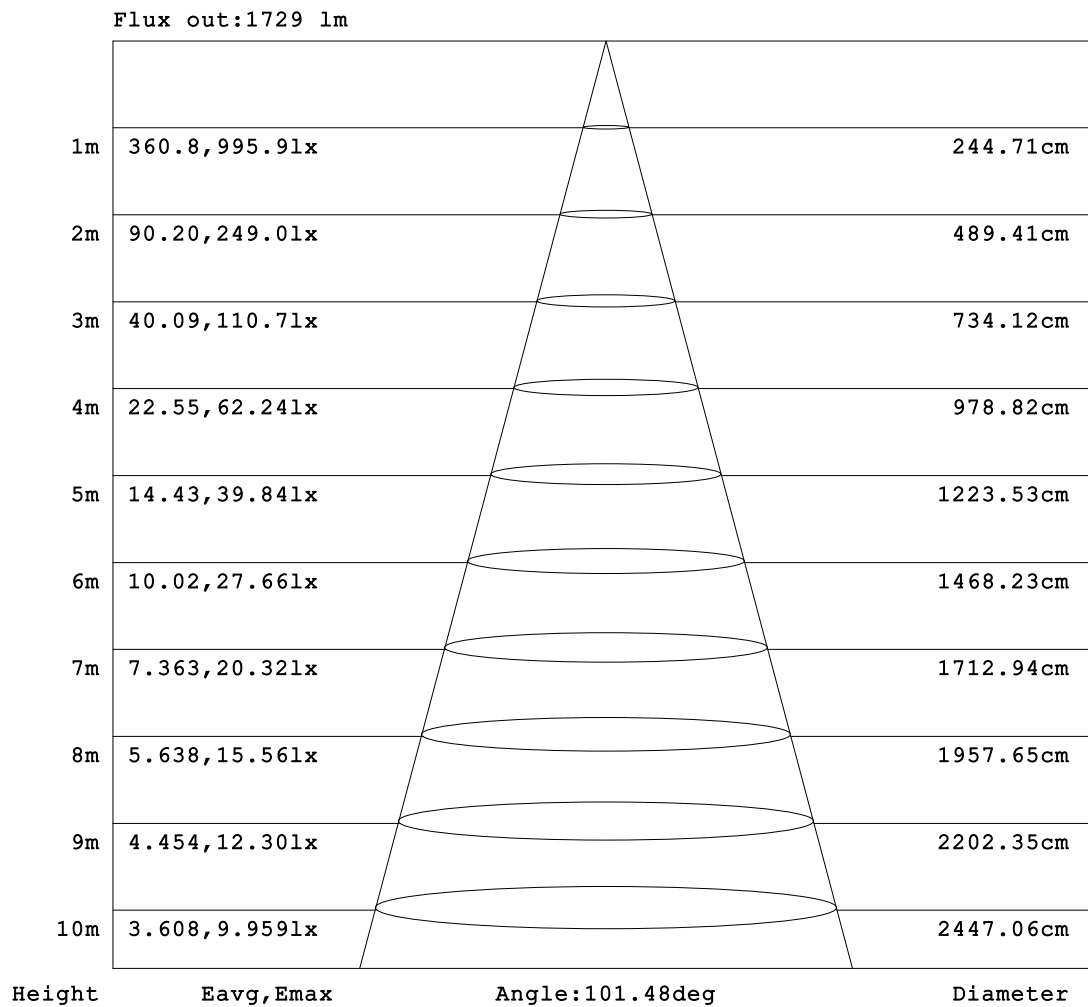 Flux out:1729 lm
1m 360.8,995.9lx 244.71cm
2m 90.20,249.0lx 489.41cm
3m 40.09,110.7lx 734.12cm
4m 22.55,62.24lx 978.82cm
5m 14.43,39.84lx 1223.53cm
6m 10.02,27.66lx 1468.23cm
7m 7.363,20.32lx 1712.94cm
8m 5.638,15.56lx 1957.65cm
9m 4.454,12.30lx 2202.35cm
10m 3.608,9.959lx 2447.06cm
Height Eavg,Emax Angle:101.48deg Diameter